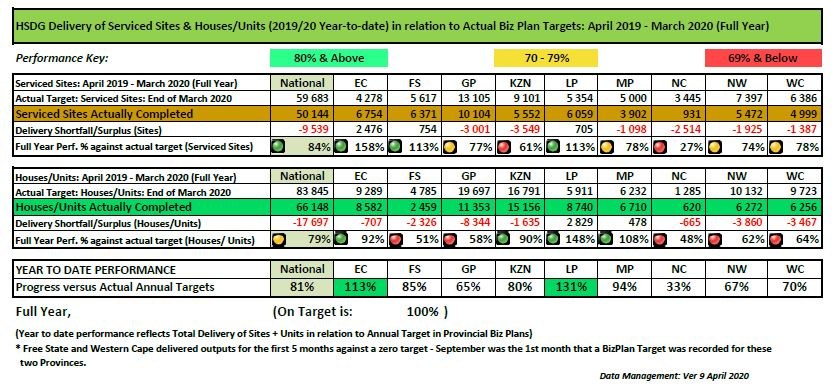 HSDG Delivery of Serviced Sites & Houses/Units (2019/20 Year-to-date) in relation to Actual Biz Plan Targets: April 2019 - March 2020 (Full Year)
Performance Key: 80% & Above 70 - 79% 69% & Below
Serviced Sites: April 2019 - March 2020 (Full Year) National EC FS GP KZN LP MP NC NW WC
Actual Target: Serviced Sites: End of March 2020 59 683 4 278 5 617 13 105 9 101 5 354 5 000 3 445 7 397 6 386
Serviced Sites Actually Completed 50 144 6 754 6 371 10 104 5 552 6 059 3 902 931 5 472 4 999
Delivery Shortfall/Surplus (Sites) -9 539 2 476 754 -3 001 -3 549 705 -1 098 -2 514 -1 925 -1 387
Full Year Perf. % against actual target (Serviced Sites) 84% 158% 113% 77% 61% 113% 78% 27% 74% 78%
Houses/Units: April 2019 - March 2020 (Full Year) National EC FS GP KZN LP MP NC NW WC
Actual Target: Houses/Units: End of March 2020 83 845 9 289 4 785 19 697 16 791 5 911 6 232 1 285 10 132 9 723
Houses/Units Actually Completed 66 148 8 582 2 459 11 353 15 156 8 740 6 710 620 6 272 6 256
Delivery Shortfall/Surplus (Houses/Units) -17 697 -707 -2 326 -8 344 -1 635 2 829 478 -665 -3 860 -3 467
Full Year Perf. % against actual target (Houses/ Units) 79% 92% 51% 58% 90% 148% 108% 48% 62% 64%
YEAR TO DATE PERFORMANCE National EC FS GP KZN LP MP NC NW WC
Progress versus Actual Annual Targets 81% 113% 85% 65% 80% 131% 94% 33% 67% 70%
Full Year, (On Target is: 100% )
(Year to date performance reflects Total Delivery of Sites + Units in relation to Annual Target in Provincial Biz Plans)
* Free State and Western Cape delivered outputs for the first 5 months against a zero target - September was the 1st month that a BizPlan Target was recorded for these
two Provinces.
Data Management: Ver 9 April 2020